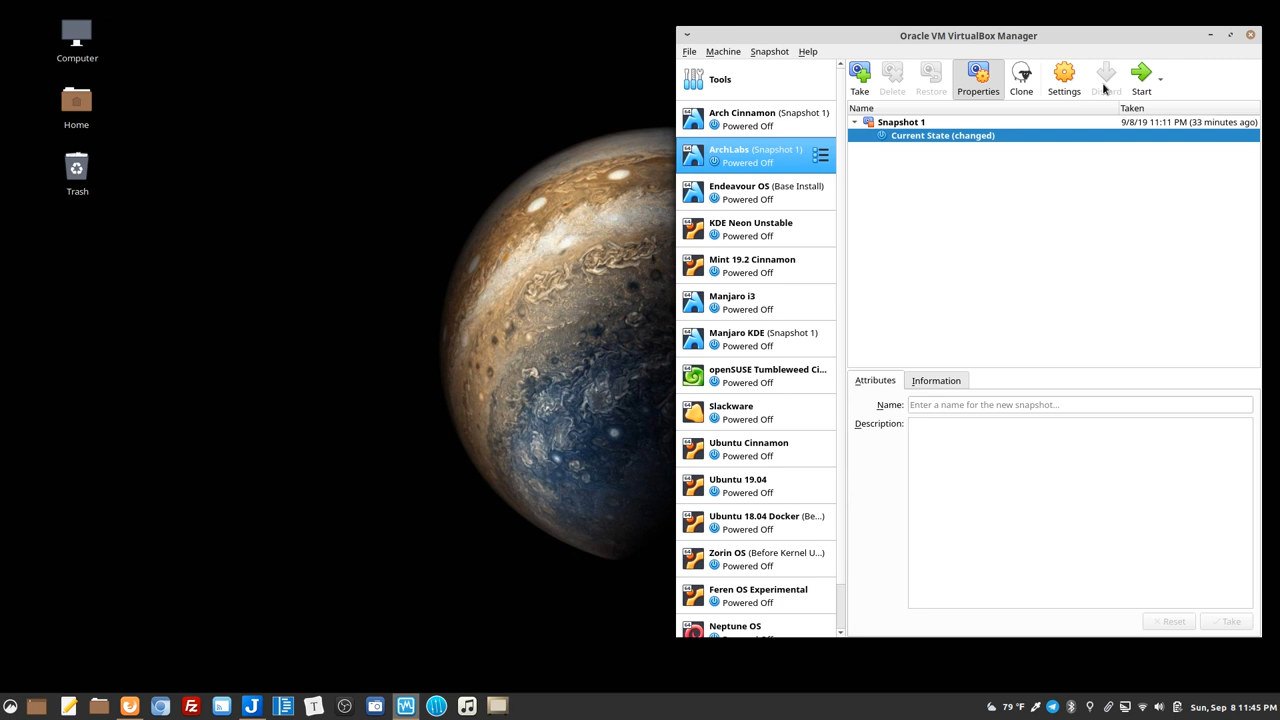 Computer
Home
Trash
Oracle VM VirtualBox Manager
File Machine Snapshot Help
Tools
Take Delete Restore Properties Clone Settings Discard Start
Arch Cinnamon (Snapshot 1)
Powered Off
ArchLabs (Snapshot 1)
Powered Off
Endeavour OS (Base Install)
Powered Off
KDE Neon Unstable
Powered Off
Mint 19.2 Cinnamon
Powered Off
Manjaro i3
Powered Off
Manjaro KDE (Snapshot 1)
Powered Off
openSUSE Tumbleweed Ci...
Powered Off
Slackware
Powered Off
Ubuntu Cinnamon
Powered Off
Ubuntu 19.04
Powered Off
Ubuntu 18.04 Docker (Be...)
Powered Off
Zorin OS (Before Kernel U...)
Powered Off
Feren OS Experimental
Powered Off
Neptune OS
Name Taken
Snapshot 1 9/8/19 11:11 PM (33 minutes ago)
Current State (changed)
Attributes Information
Name: Enter a name for the new snapshot...
Description:
Reset Take
79 °F Sun, Sep 8 11:45 PM